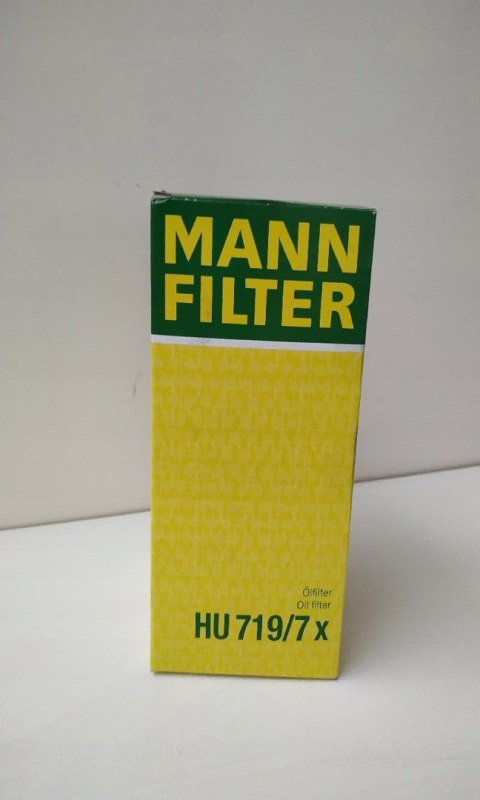 MANN
FILTER
Ölfilter
Oil filter
HU 719/7 x